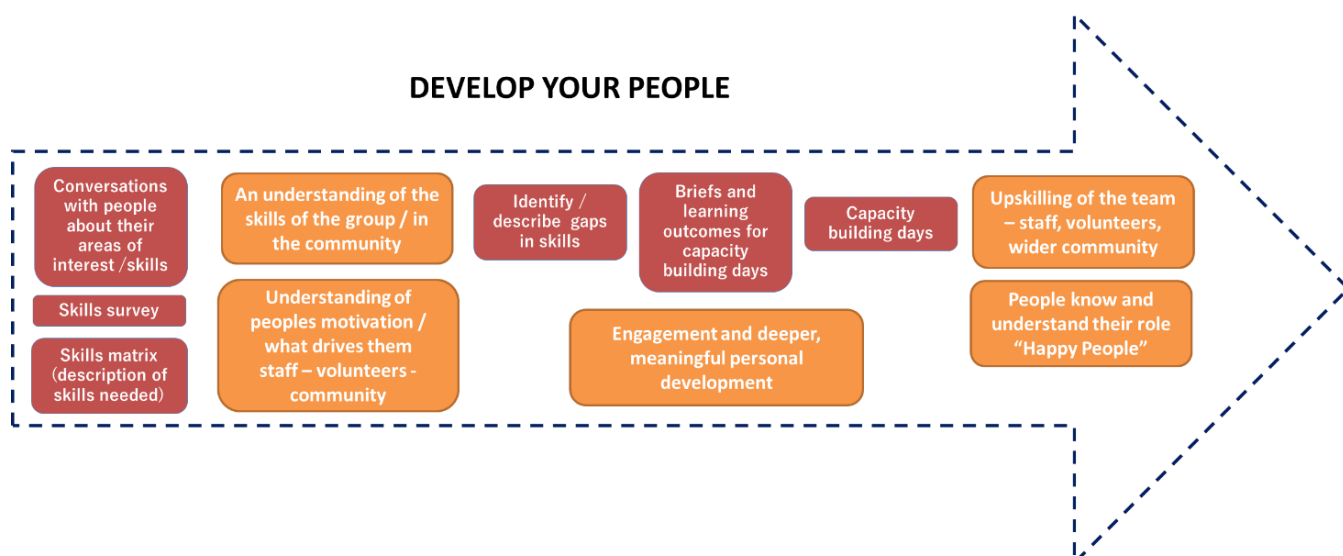 DEVELOP YOUR PEOPLE
Conversations
with people
about their
areas of
interest /skills
Skills survey
Skills matrix
(description of
skills needed)
An understanding of the
skills of the group / in
the community
Understanding of
peoples motivation /
what drives them
staff – volunteers -
community
Identify /
describe  gaps
in skills
Briefs and
learning
outcomes for
capacity
building days
Capacity
building days
Engagement and deeper,
meaningful personal
development
Upskilling of the team
– staff, volunteers,
wider community
People know and
understand their role
“Happy People”